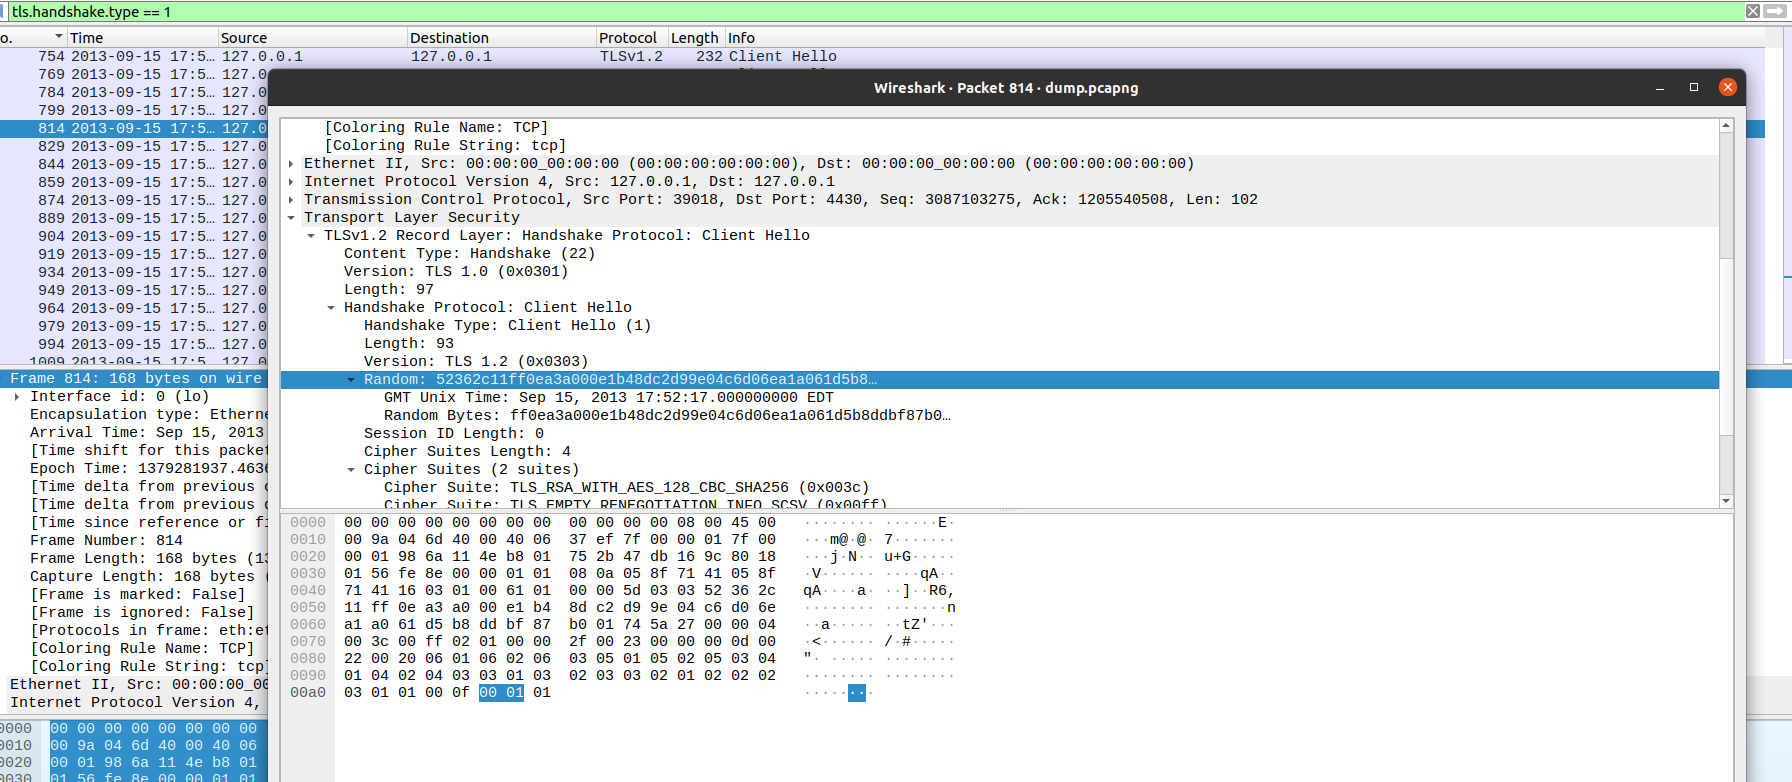 tls.handshake.type == 1
o. Time Source Destination Protocol Length Info
754 2013-09-15 17:5… 127.0.0.1 127.0.0.1 TLSv1.2 232 Client Hello
769 2013-09-15 17:5… 127.0
784 2013-09-15 17:5… 127.0
799 2013-09-15 17:5… 127.0
814 2013-09-15 17:5… 127.0
829 2013-09-15 17:5… 127.0
844 2013-09-15 17:5… 127.0
859 2013-09-15 17:5… 127.0
874 2013-09-15 17:5… 127.0
889 2013-09-15 17:5… 127.0
904 2013-09-15 17:5… 127.0
919 2013-09-15 17:5… 127.0
934 2013-09-15 17:5… 127.0
949 2013-09-15 17:5… 127.0
964 2013-09-15 17:5… 127.0
979 2013-09-15 17:5… 127.0
994 2013-09-15 17:5… 127.0
1009 2013-09-15 17:5… 127.0
Frame 814: 168 bytes on wire
Interface id: 0 (lo)
Encapsulation type: Etherne
Arrival Time: Sep 15, 2013
[Time shift for this packet
Epoch Time: 1379281937.4636
[Time delta from previous c
[Time delta from previous d
[Time since reference or fi
Frame Number: 814
Frame Length: 168 bytes (13
Capture Length: 168 bytes (
[Frame is marked: False]
[Frame is ignored: False]
[Protocols in frame: eth:et
[Coloring Rule Name: TCP]
[Coloring Rule String: tcp]
Ethernet II, Src: 00:00:00_00
Internet Protocol Version 4,
0000 00 00 00 00 00 00 00 00
0010 00 9a 04 6d 40 00 40 06
0020 00 01 98 6a 11 4e b8 01
0030 01 56 fe 8e 00 00 01 01
Wireshark · Packet 814 · dump.pcapng
[Coloring Rule Name: TCP]
[Coloring Rule String: tcp]
Ethernet II, Src: 00:00:00_00:00:00 (00:00:00:00:00:00), Dst: 00:00:00_00:00:00 (00:00:00:00:00:00)
Internet Protocol Version 4, Src: 127.0.0.1, Dst: 127.0.0.1
Transmission Control Protocol, Src Port: 39018, Dst Port: 4430, Seq: 3087103275, Ack: 1205540508, Len: 102
Transport Layer Security
TLSv1.2 Record Layer: Handshake Protocol: Client Hello
Content Type: Handshake (22)
Version: TLS 1.0 (0x0301)
Length: 97
Handshake Protocol: Client Hello
Handshake Type: Client Hello (1)
Length: 93
Version: TLS 1.2 (0x0303)
Random: 52362c11ff0ea3a000e1b48dc2d99e04c6d06ea1a061d5b8…
GMT Unix Time: Sep 15, 2013 17:52:17.000000000 EDT
Random Bytes: ff0ea3a000e1b48dc2d99e04c6d06ea1a061d5b8ddbf87b0…
Session ID Length: 0
Cipher Suites Length: 4
Cipher Suites (2 suites)
Cipher Suite: TLS_RSA_WITH_AES_128_CBC_SHA256 (0x003c)
Cipher Suite: TLS_EMPTY_RENEGOTIATION_INFO_SCSV (0x00ff)
0000 00 00 00 00 00 00 00 00 00 00 00 00 08 00 45 00 ········ ······E·
0010 00 9a 04 6d 40 00 40 06 37 ef 7f 00 00 01 7f 00 ···m@·@· 7·······
0020 00 01 98 6a 11 4e b8 01 75 2b 47 db 16 9c 80 18 ···j·N·· u+G·····
0030 01 56 fe 8e 00 00 01 01 08 0a 05 8f 71 41 05 8f ·V······ ····qA··
0040 71 41 16 03 01 00 61 01 00 00 5d 03 03 52 36 2c qA····a· ··]··R6,
0050 11 ff 0e a3 a0 00 e1 b4 8d c2 d9 9e 04 c6 d0 6e ········ ·······n
0060 a1 a0 61 d5 b8 dd bf 87 b0 01 74 5a 27 00 00 04 ··a····· ··tZ'···
0070 00 3c 00 ff 02 01 00 00 2f 00 23 00 00 00 0d 00 ·<······ /·#·····
0080 22 00 20 06 01 06 02 06 03 05 01 05 02 05 03 04 "· ····· ········
0090 01 04 02 04 03 03 01 03 02 03 03 02 01 02 02 02 ········ ········
00a0 03 01 01 00 0f 00 01 01 ········